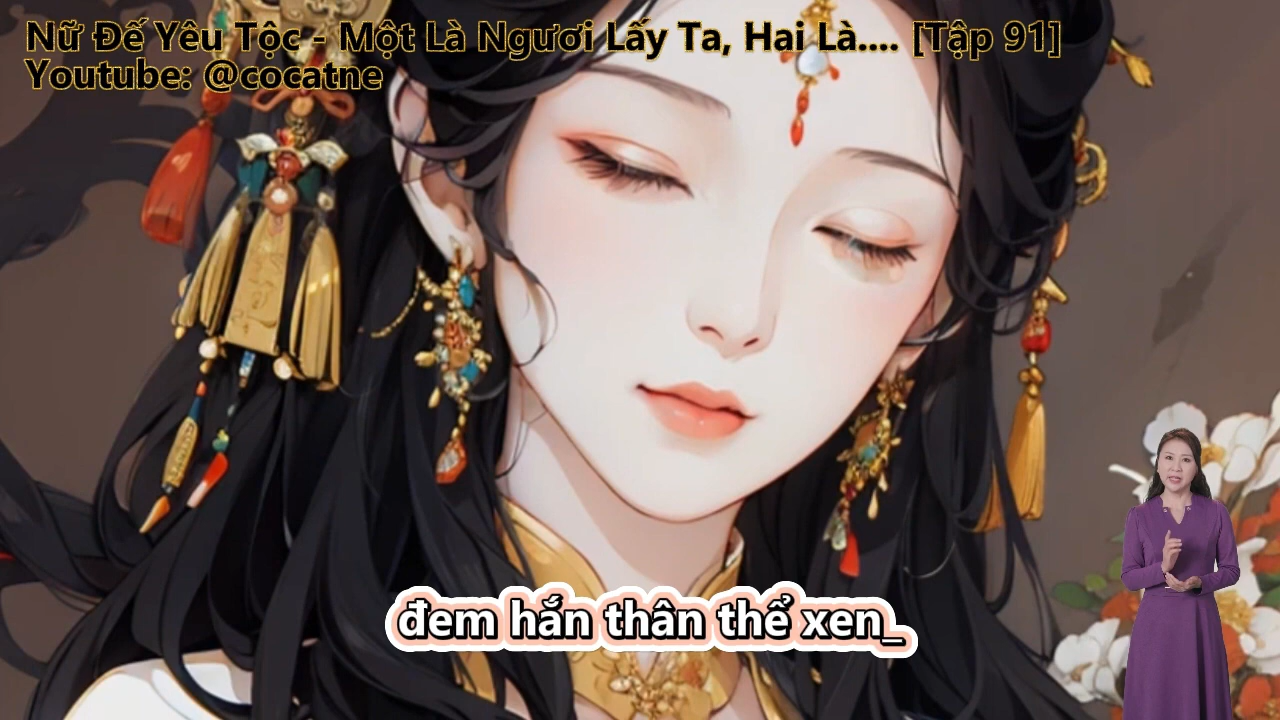 Nữ Đế Yêu Tộc - Một Là Ngươi Lấy Ta, Hai Là.... [Tập 91]
Youtube: @cocatne
đem hắn thân thể xen_